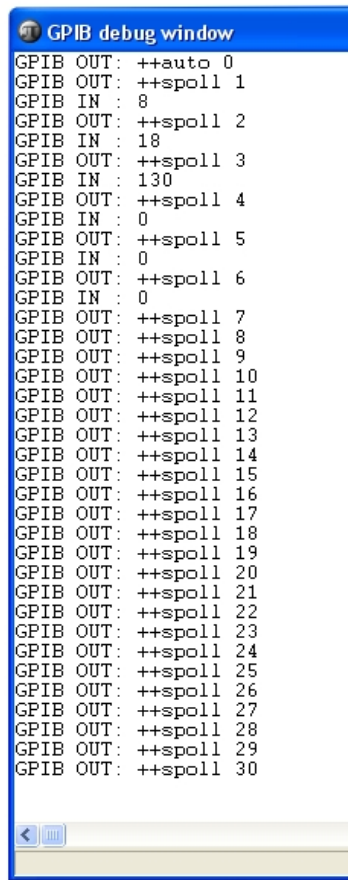 GPIB debug window
GPIB OUT: ++auto 0
GPIB OUT: ++spoll 1
GPIB IN : 8
GPIB OUT: ++spoll 2
GPIB IN : 18
GPIB OUT: ++spoll 3
GPIB IN : 130
GPIB OUT: ++spoll 4
GPIB IN : 0
GPIB OUT: ++spoll 5
GPIB IN : 0
GPIB OUT: ++spoll 6
GPIB IN : 0
GPIB OUT: ++spoll 7
GPIB OUT: ++spoll 8
GPIB OUT: ++spoll 9
GPIB OUT: ++spoll 10
GPIB OUT: ++spoll 11
GPIB OUT: ++spoll 12
GPIB OUT: ++spoll 13
GPIB OUT: ++spoll 14
GPIB OUT: ++spoll 15
GPIB OUT: ++spoll 16
GPIB OUT: ++spoll 17
GPIB OUT: ++spoll 18
GPIB OUT: ++spoll 19
GPIB OUT: ++spoll 20
GPIB OUT: ++spoll 21
GPIB OUT: ++spoll 22
GPIB OUT: ++spoll 23
GPIB OUT: ++spoll 24
GPIB OUT: ++spoll 25
GPIB OUT: ++spoll 26
GPIB OUT: ++spoll 27
GPIB OUT: ++spoll 28
GPIB OUT: ++spoll 29
GPIB OUT: ++spoll 30